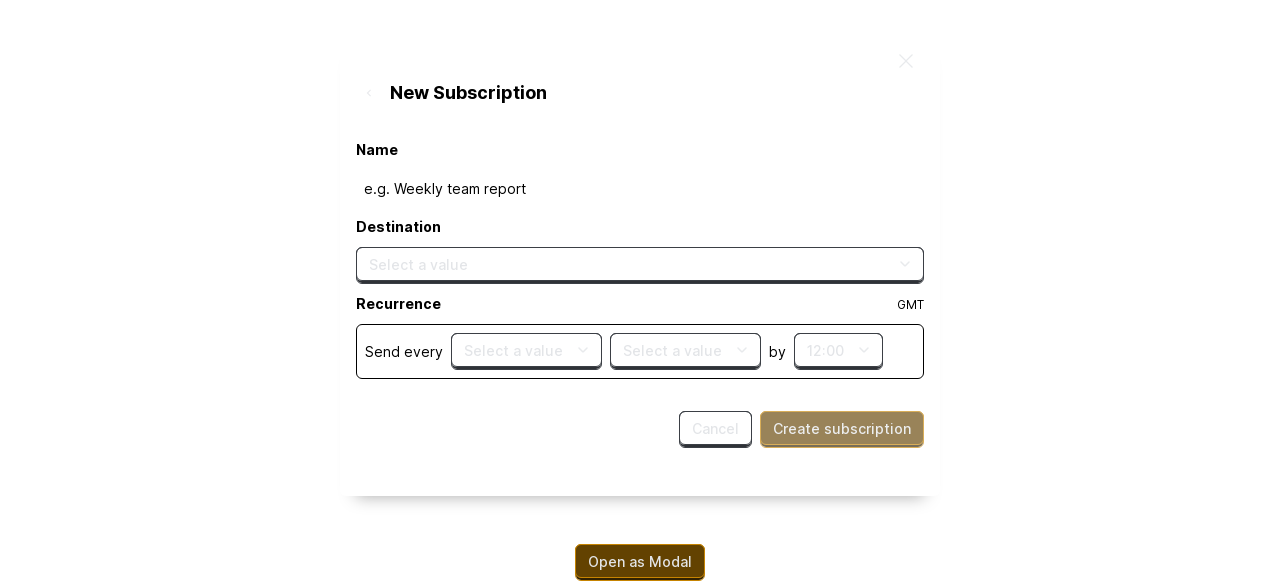 New Subscription
Name
e.g. Weekly team report
Destination
Select a value
Recurrence GMT
Send every Select a value Select a value by 12:00
Cancel Create subscription
Open as Modal